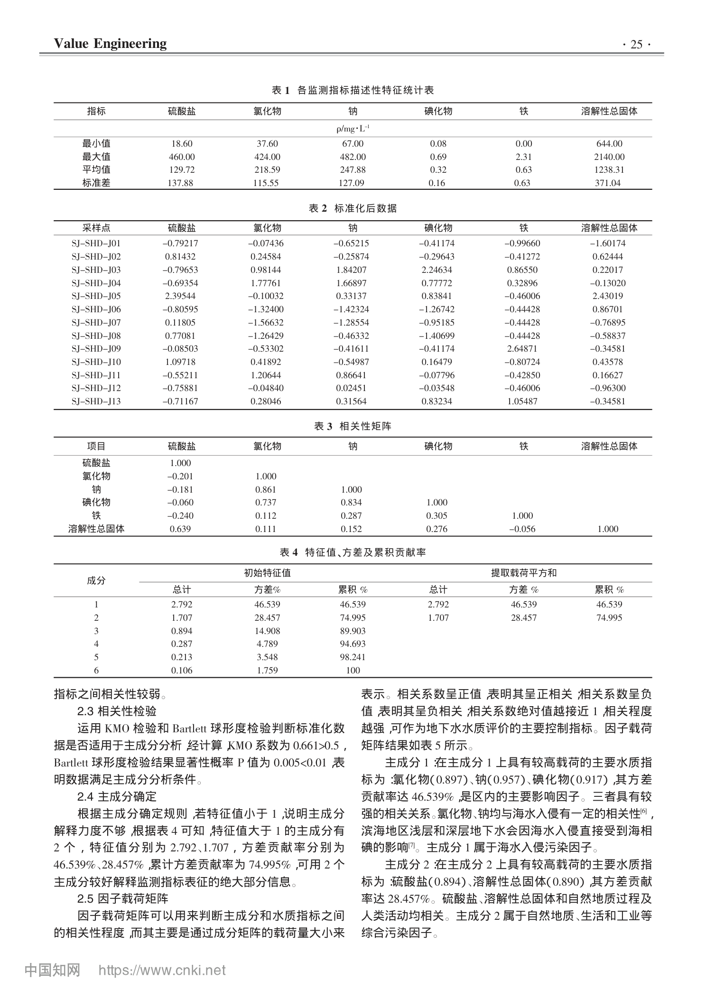 Value Engineering · 25 ·
表 1 各监测指标描述性特征统计表
指标 硫酸盐 氯化物 钠 碘化物 铁 溶解性总固体
ρ/mg·L⁻¹
最小值 18.60 37.60 67.00 0.08 0.00 644.00
最大值 460.00 424.00 482.00 0.69 2.31 2140.00
平均值 129.72 218.59 247.88 0.32 0.63 1238.31
标准差 137.88 115.55 127.09 0.16 0.63 371.04
表 2 标准化后数据
采样点 硫酸盐 氯化物 钠 碘化物 铁 溶解性总固体
SJ-SHD-J01 -0.79217 -0.07436 -0.65215 -0.41174 -0.99660 -1.60174
SJ-SHD-J02 0.81432 0.24584 -0.25874 -0.29643 -0.41272 0.62444
SJ-SHD-J03 -0.79653 0.98144 1.84207 2.24634 0.86550 0.22017
SJ-SHD-J04 -0.69354 1.77761 1.66897 0.77772 0.32896 -0.13020
SJ-SHD-J05 2.39544 -0.10032 0.33137 0.83841 -0.46006 2.43019
SJ-SHD-J06 -0.80595 -1.32400 -1.42324 -1.26742 -0.44428 0.86701
SJ-SHD-J07 0.11805 -1.56632 -1.28554 -0.95185 -0.44428 -0.76895
SJ-SHD-J08 0.77081 -1.26429 -0.46332 -1.40699 -0.44428 -0.58837
SJ-SHD-J09 -0.08503 -0.53302 -0.41611 -0.41174 2.64871 -0.34581
SJ-SHD-J10 1.09718 0.41892 -0.54987 0.16479 -0.80724 0.43578
SJ-SHD-J11 -0.55211 1.20644 0.86641 -0.07796 -0.42850 0.16627
SJ-SHD-J12 -0.75881 -0.04840 0.02451 -0.03548 -0.46006 -0.96300
SJ-SHD-J13 -0.71167 0.28046 0.31564 0.83234 1.05487 -0.34581
表 3 相关性矩阵
项目 硫酸盐 氯化物 钠 碘化物 铁 溶解性总固体
硫酸盐 1.000
氯化物 -0.201 1.000
钠 -0.181 0.861 1.000
碘化物 -0.060 0.737 0.834 1.000
铁 -0.240 0.112 0.287 0.305 1.000
溶解性总固体 0.639 0.111 0.152 0.276 -0.056 1.000
表 4 特征值、方差及累积贡献率
成分 初始特征值 提取载荷平方和
总计 方差% 累积 % 总计 方差 % 累积 %
1 2.792 46.539 46.539 2.792 46.539 46.539
2 1.707 28.457 74.995 1.707 28.457 74.995
3 0.894 14.908 89.903
4 0.287 4.789 94.693
5 0.213 3.548 98.241
6 0.106 1.759 100
指标之间相关性较弱。
2.3 相关性检验
运用 KMO 检验和 Bartlett 球形度检验判断标准化数
据是否适用于主成分分析，经计算，KMO 系数为 0.661>0.5，
Bartlett 球形度检验结果显著性概率 P 值为 0.005<0.01，表
明数据满足主成分分析条件。
2.4 主成分确定
根据主成分确定规则，若特征值小于 1，说明主成分
解释力度不够，根据表 4 可知，特征值大于 1 的主成分有
2 个，特征值分别为 2.792、1.707，方差贡献率分别为
46.539%、28.457%，累计方差贡献率为 74.995%，可用 2 个
主成分较好解释监测指标表征的绝大部分信息。
2.5 因子载荷矩阵
因子载荷矩阵可以用来判断主成分和水质指标之间
的相关性程度，而其主要是通过成分矩阵的载荷量大小来
表示。相关系数呈正值，表明其呈正相关；相关系数呈负
值，表明其呈负相关；相关系数绝对值越接近 1，相关程度
越强，可作为地下水水质评价的主要控制指标。因子载荷
矩阵结果如表 5 所示。
主成分 1：在主成分 1 上具有较高载荷的主要水质指
标为：氯化物（0.897）、钠（0.957）、碘化物（0.917），其方差
贡献率达 46.539%，是区内的主要影响因子。三者具有较
强的相关关系。氯化物、钠均与海水入侵有一定的相关性[6]，
滨海地区浅层和深层地下水会因海水入侵直接受到海相
碘的影响[7]。主成分 1 属于海水入侵污染因子。
主成分 2：在主成分 2 上具有较高载荷的主要水质指
标为：硫酸盐（0.894）、溶解性总固体（0.890），其方差贡献
率达 28.457%。硫酸盐、溶解性总固体和自然地质过程及
人类活动均相关。主成分 2 属于自然地质、生活和工业等
综合污染因子。
中国知网 https://www.cnki.net